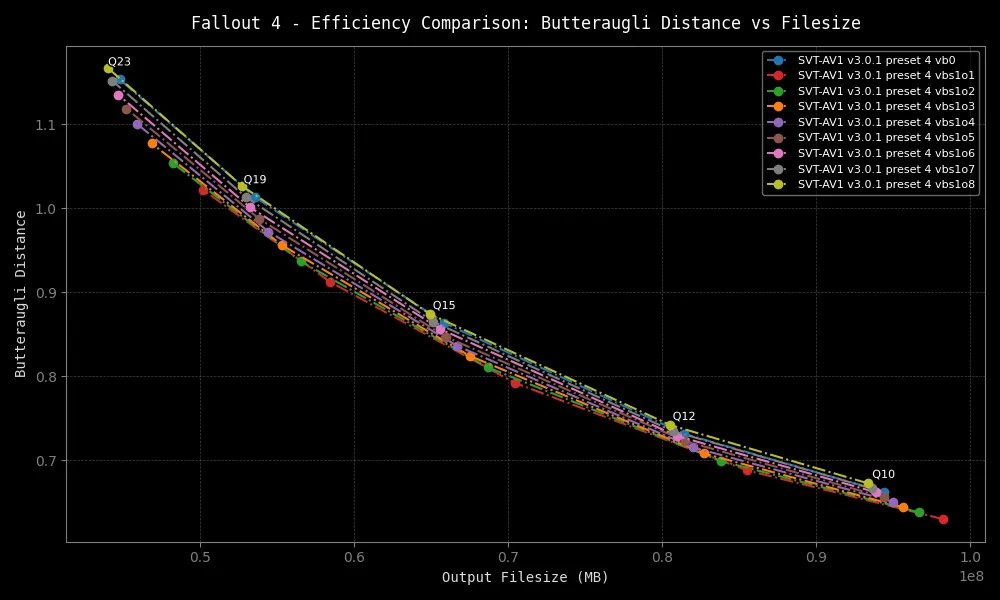 Fallout 4 - Efficiency Comparison: Butteraugli Distance vs Filesize
SVT-AV1 v3.0.1 preset 4 vb0
SVT-AV1 v3.0.1 preset 4 vbs1o1
SVT-AV1 v3.0.1 preset 4 vbs1o2
SVT-AV1 v3.0.1 preset 4 vbs1o3
SVT-AV1 v3.0.1 preset 4 vbs1o4
SVT-AV1 v3.0.1 preset 4 vbs1o5
SVT-AV1 v3.0.1 preset 4 vbs1o6
SVT-AV1 v3.0.1 preset 4 vbs1o7
SVT-AV1 v3.0.1 preset 4 vbs1o8
Q23
Q19
Q15
Q12
Q10
Butteraugli Distance
1.1
1.0
0.9
0.8
0.7
0.5
0.6
0.7
0.8
0.9
1.0
1e8
Output Filesize (MB)